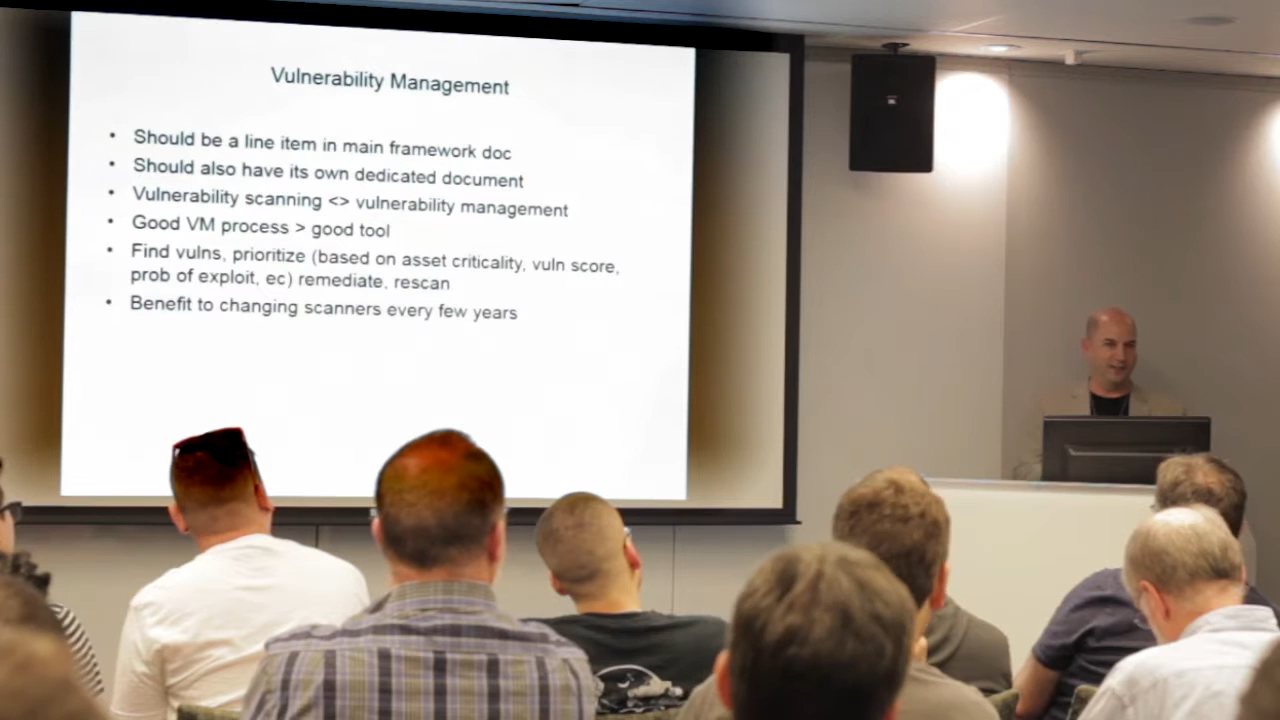 Vulnerability Management
• Should be a line item in main framework doc
• Should also have its own dedicated document
• Vulnerability scanning <> vulnerability management
• Good VM process > good tool
• Find vulns, prioritize (based on asset criticality, vuln score,
prob of exploit, ec) remediate, rescan
• Benefit to changing scanners every few years
JBL